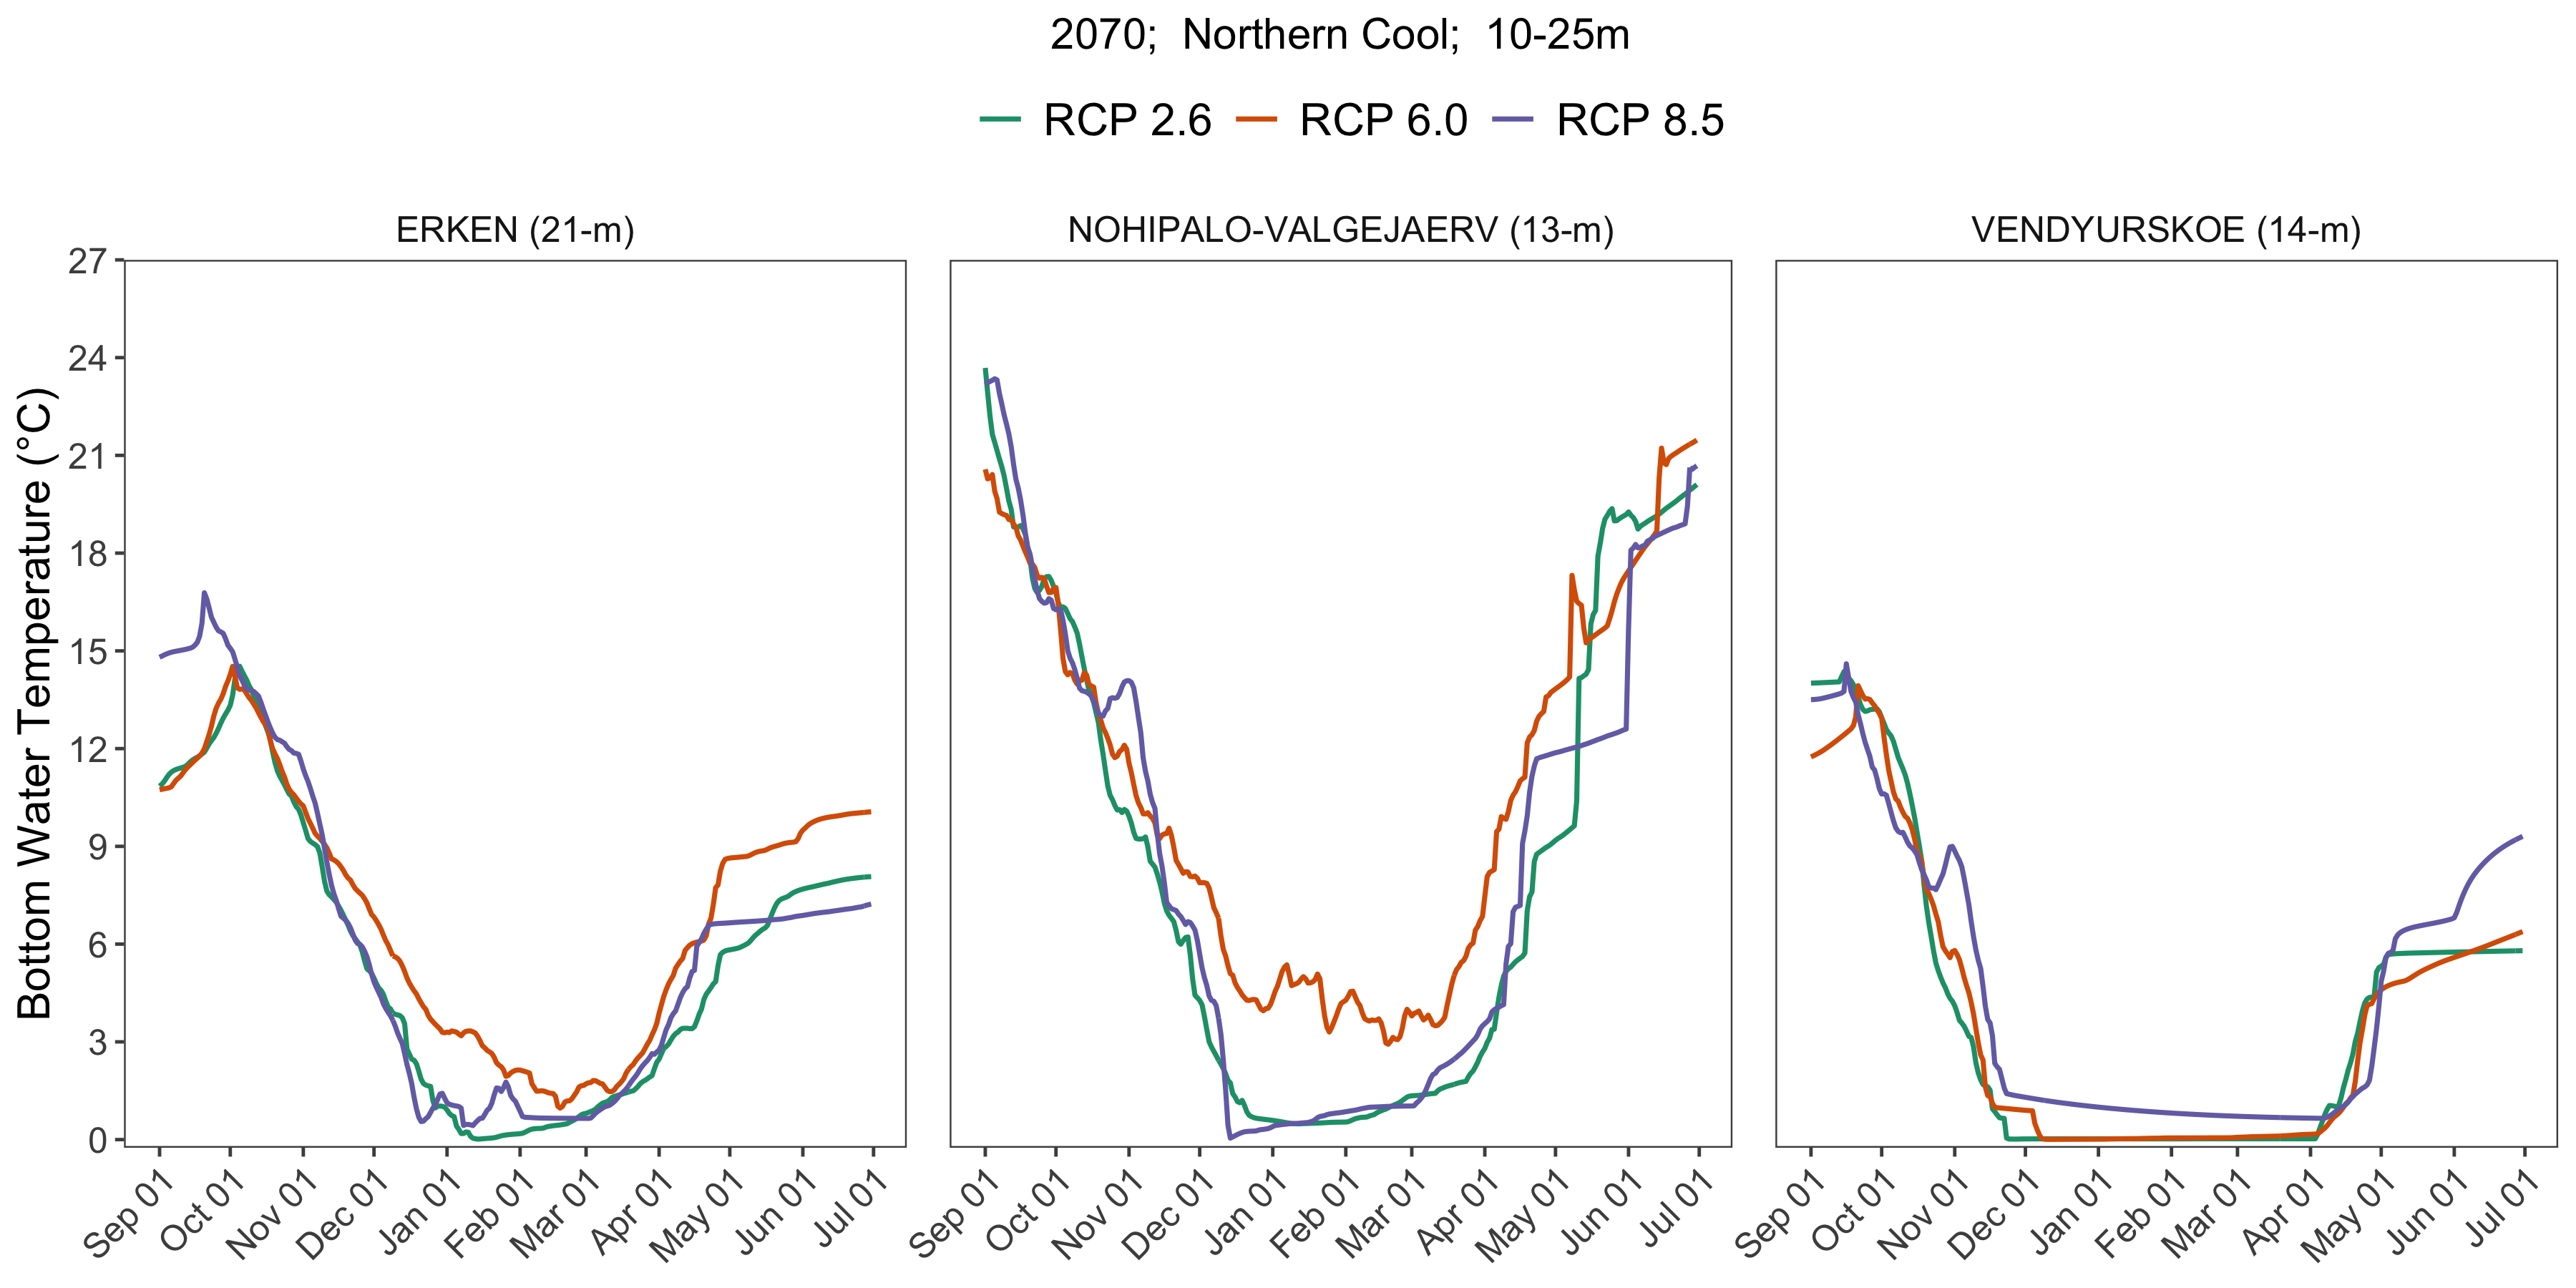 2070;  Northern Cool;  10-25m
RCP 2.6 RCP 6.0 RCP 8.5
ERKEN (21-m) NOHIPALO-VALGEJAERV (13-m) VENDYURSKOE (14-m)
Bottom Water Temperature (°C)
27
24
21
18
15
12
9
6
3
0
Sep 01 Oct 01 Nov 01 Dec 01 Jan 01 Feb 01 Mar 01 Apr 01 May 01 Jun 01 Jul 01 Sep 01 Oct 01 Nov 01 Dec 01 Jan 01 Feb 01 Mar 01 Apr 01 May 01 Jun 01 Jul 01 Sep 01 Oct 01 Nov 01 Dec 01 Jan 01 Feb 01 Mar 01 Apr 01 May 01 Jun 01 Jul 01